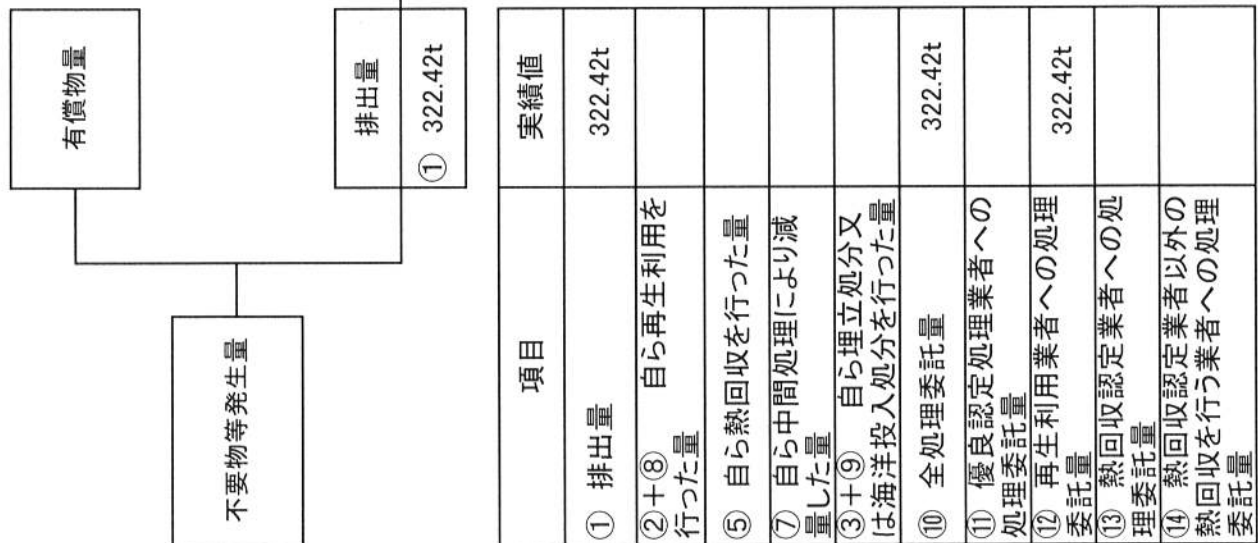 有償物量
不要物等発生量
排出量
① 322.42t
項目
実績値
① 排出量
322.42t
②+⑧ 自ら再生利用を
行った量
⑤ 自ら熱回収を行った量
⑦ 自ら中間処理により減
量した量
③+⑨ 自ら埋立処分又
は海洋投入処分を行った量
⑩ 全処理委託量
322.42t
⑪ 優良認定処理業者への
処理委託量
⑫ 再生利用業者への処理
委託量
322.42t
⑬ 熱回収認定業者への処
理委託量
⑭ 熱回収認定業者以外の
熱回収を行う業者への処理
委託量